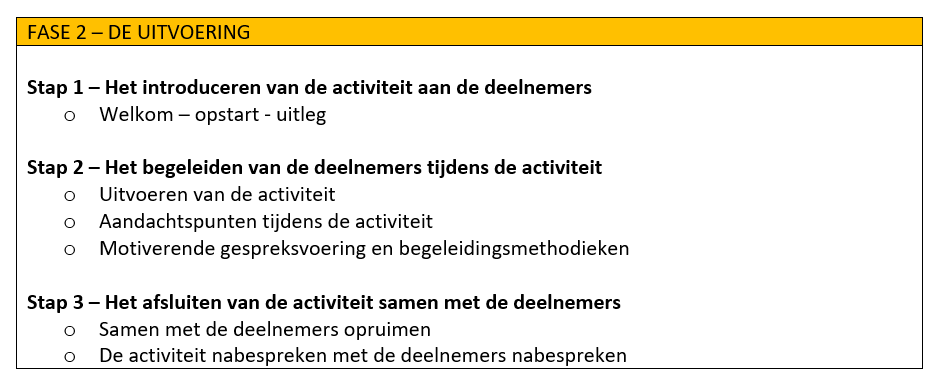 FASE 2 – DE UITVOERING
Stap 1 – Het introduceren van de activiteit aan de deelnemers
o Welkom – opstart - uitleg
Stap 2 – Het begeleiden van de deelnemers tijdens de activiteit
o Uitvoeren van de activiteit
o Aandachtspunten tijdens de activiteit
o Motiverende gespreksvoering en begeleidingsmethodieken
Stap 3 – Het afsluiten van de activiteit samen met de deelnemers
o Samen met de deelnemers opruimen
o De activiteit nabespreken met de deelnemers nabespreken